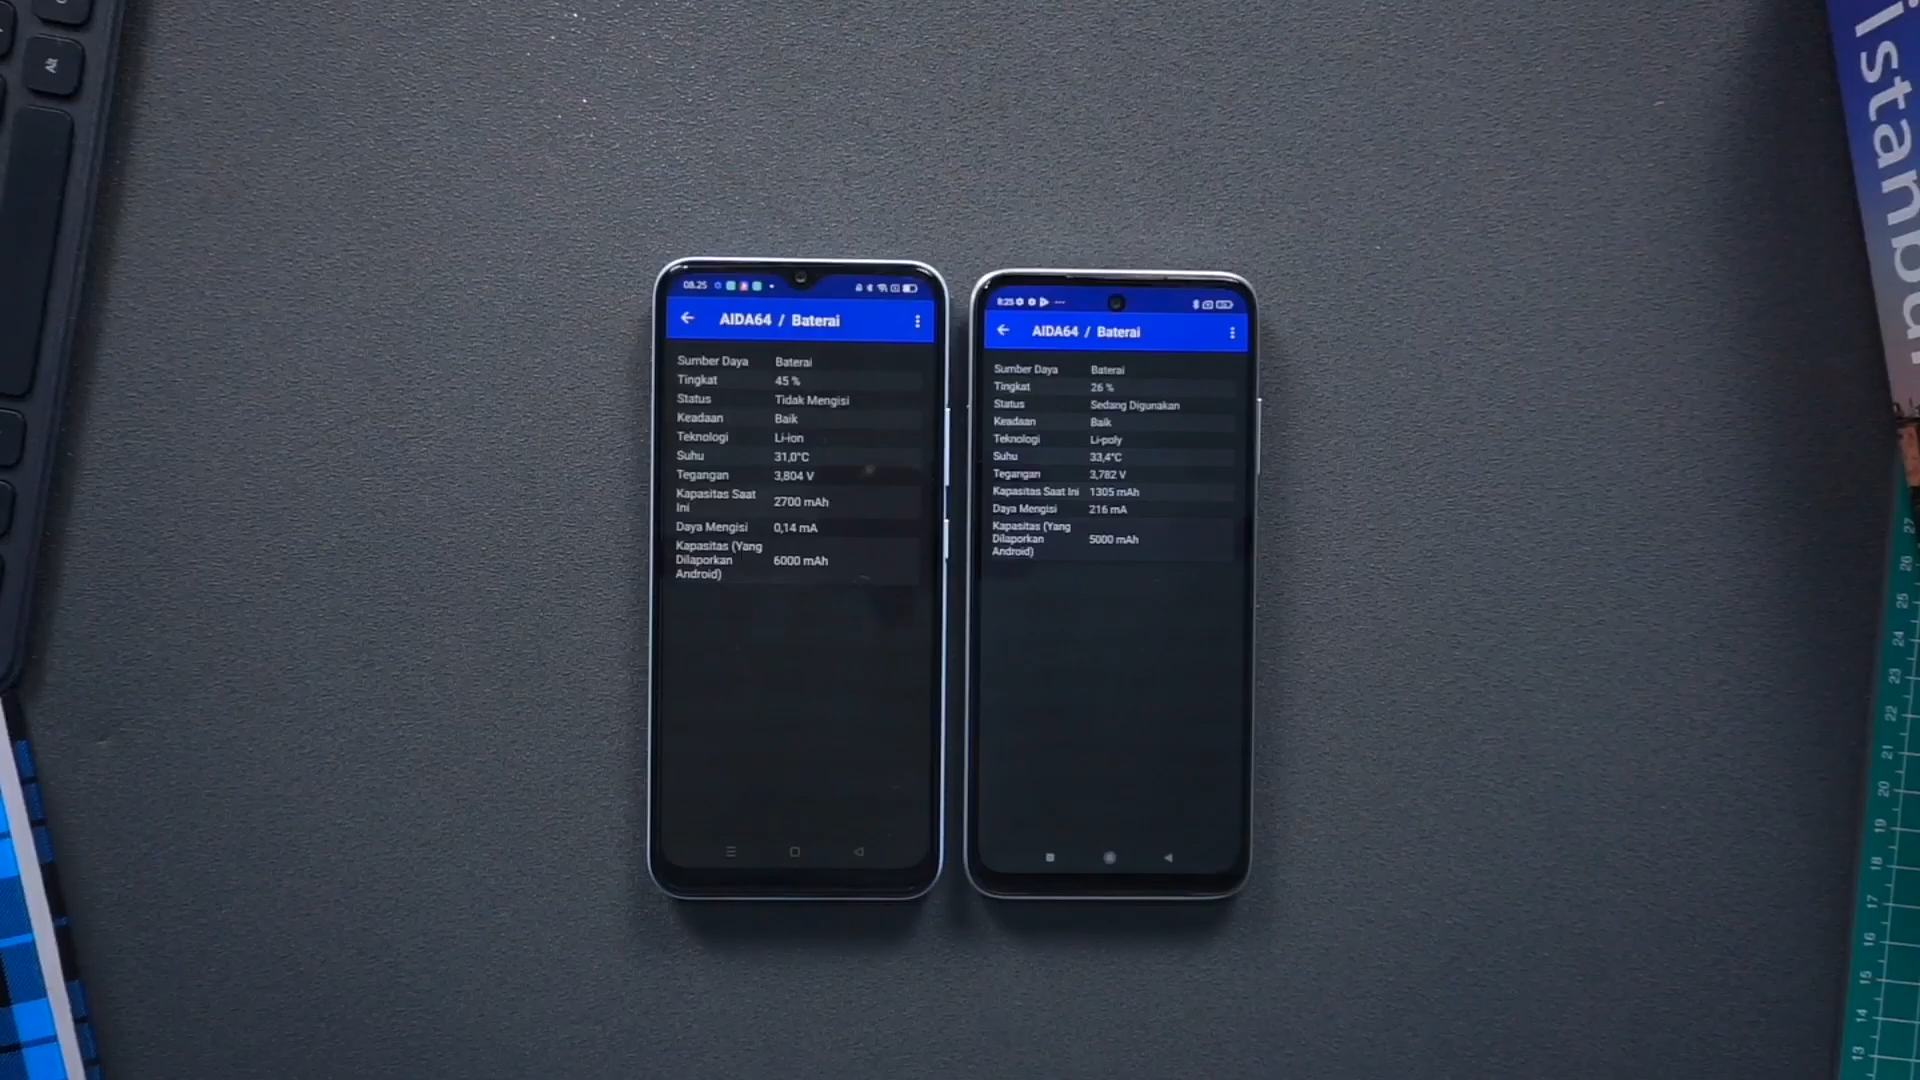 Alt
istanbu
08.25
AIDA64 / Baterai
Sumber Daya Baterai
Tingkat 45 %
Status Tidak Mengisi
Keadaan Baik
Teknologi Li-ion
Suhu 31,0°C
Tegangan 3,804 V
Kapasitas Saat
Ini 2700 mAh
Daya Mengisi 0,14 mA
Kapasitas (Yang
Dilaporkan 6000 mAh
Android)
8:25
AIDA64 / Baterai
Sumber Daya Baterai
Tingkat 26 %
Status Sedang Digunakan
Keadaan Baik
Teknologi Li-poly
Suhu 33,4°C
Tegangan 3,782 V
Kapasitas Saat Ini 1305 mAh
Daya Mengisi 216 mA
Kapasitas (Yang
Dilaporkan 5000 mAh
Android)
27
26
25
24
23
22
21
20
19
18
17
16
15
14
13